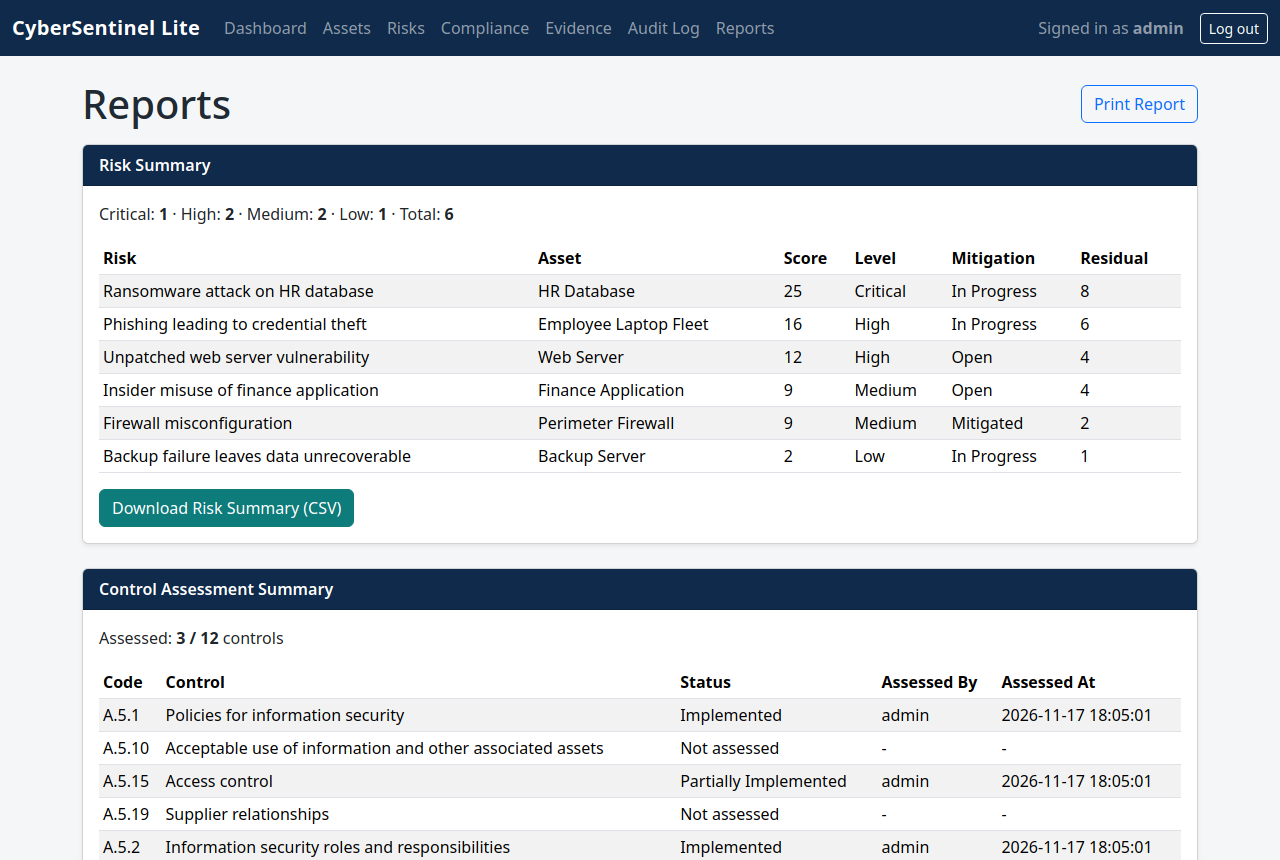 CyberSentinel Lite Dashboard Assets Risks Compliance Evidence Audit Log Reports Signed in as admin Log out
Reports Print Report
Risk Summary
Critical: 1 · High: 2 · Medium: 2 · Low: 1 · Total: 6
Risk Asset Score Level Mitigation Residual
Ransomware attack on HR database HR Database 25 Critical In Progress 8
Phishing leading to credential theft Employee Laptop Fleet 16 High In Progress 6
Unpatched web server vulnerability Web Server 12 High Open 4
Insider misuse of finance application Finance Application 9 Medium Open 4
Firewall misconfiguration Perimeter Firewall 9 Medium Mitigated 2
Backup failure leaves data unrecoverable Backup Server 2 Low In Progress 1
Download Risk Summary (CSV)
Control Assessment Summary
Assessed: 3 / 12 controls
Code Control Status Assessed By Assessed At
A.5.1 Policies for information security Implemented admin 2026-11-17 18:05:01
A.5.10 Acceptable use of information and other associated assets Not assessed - -
A.5.15 Access control Partially Implemented admin 2026-11-17 18:05:01
A.5.19 Supplier relationships Not assessed - -
A.5.2 Information security roles and responsibilities Implemented admin 2026-11-17 18:05:01